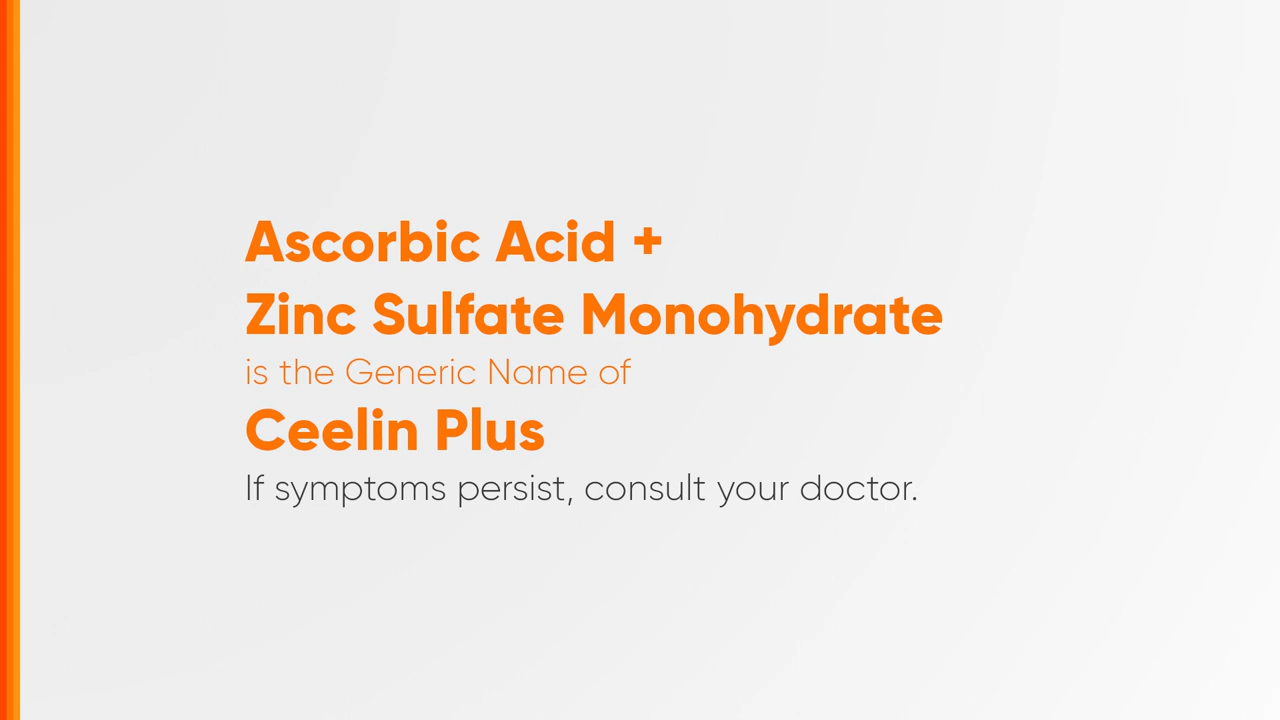 Ascorbic Acid +
Zinc Sulfate Monohydrate
is the Generic Name of
Ceelin Plus
If symptoms persist, consult your doctor.